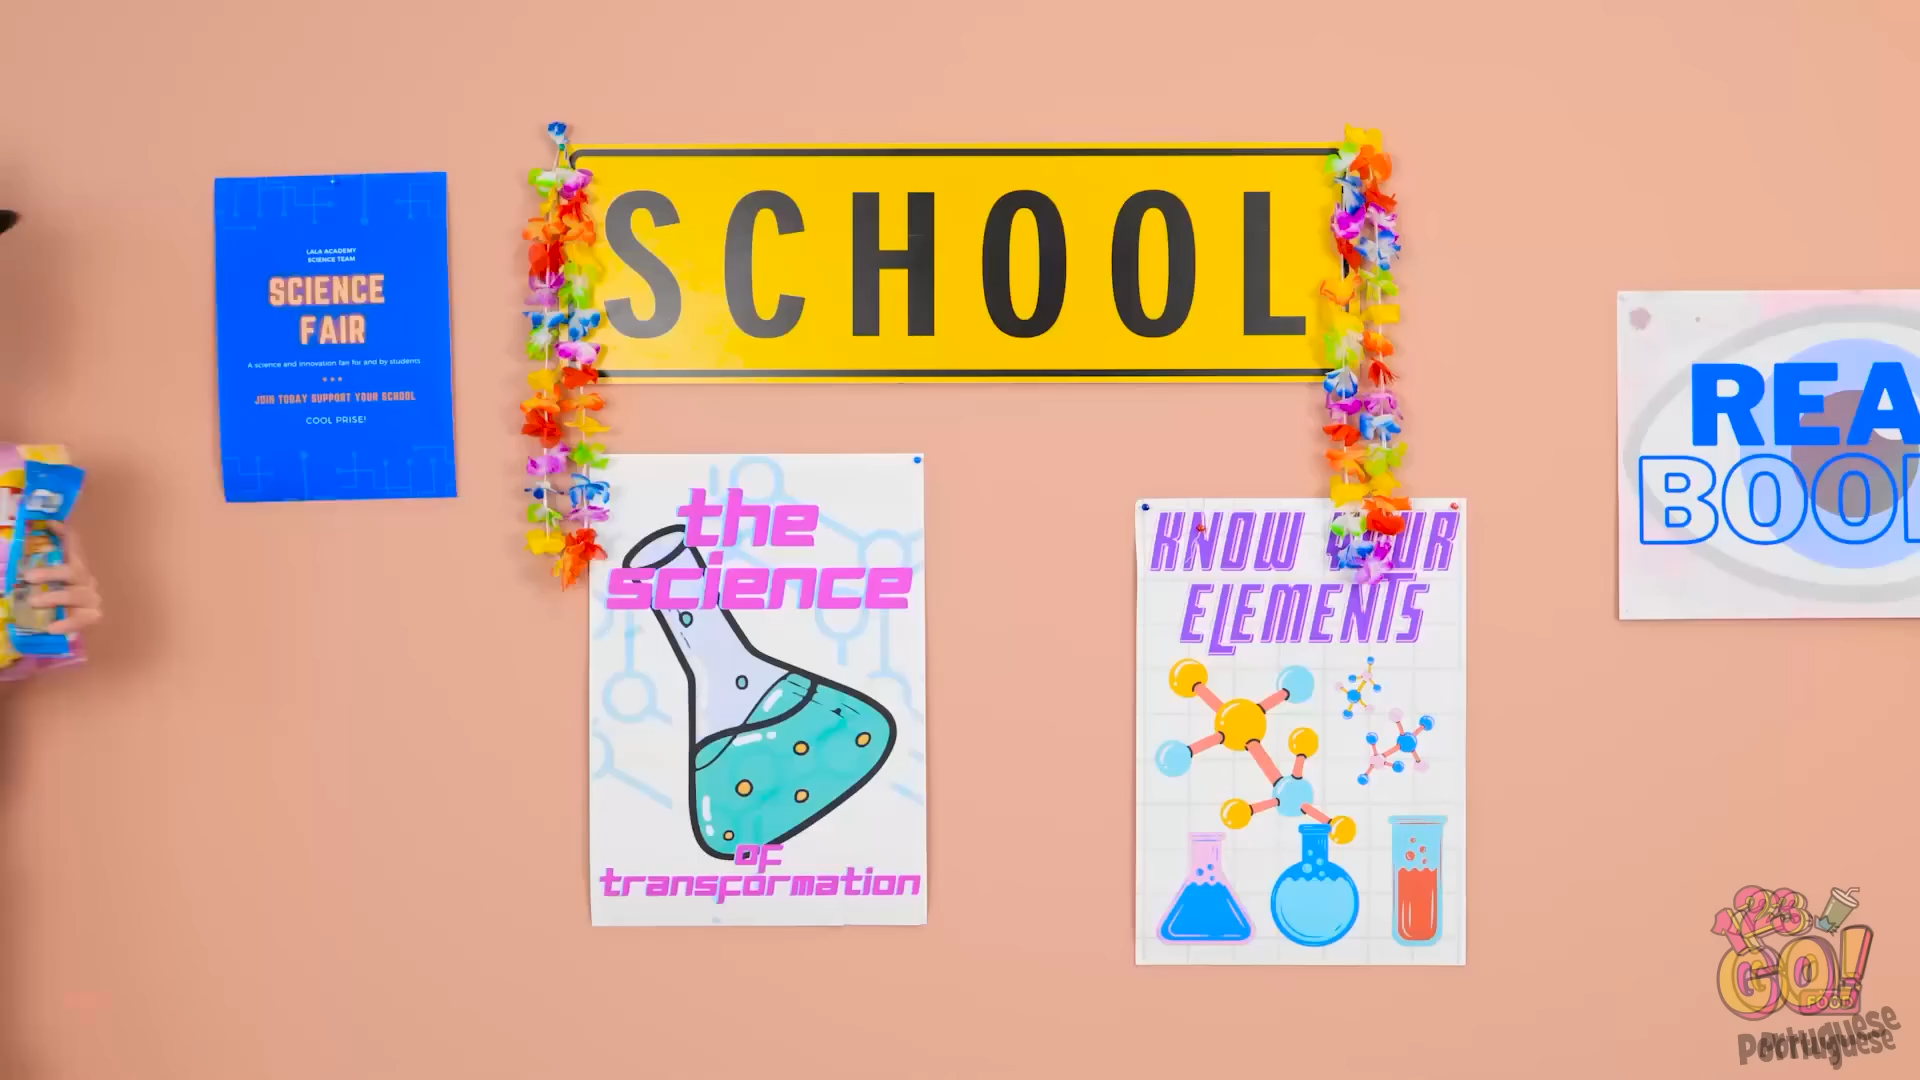 LALA ACADEMY
SCIENCE TEAM
SCIENCE
FAIR
A science and innovation fair for and by students
JOIN TODAY SUPPORT YOUR SCHOOL
COOL PRISE!
SCHOOL
the
science
of
transformation
KNOW YOUR
ELEMENTS
REA
BOO
123
GO!
FOOD
Portuguese